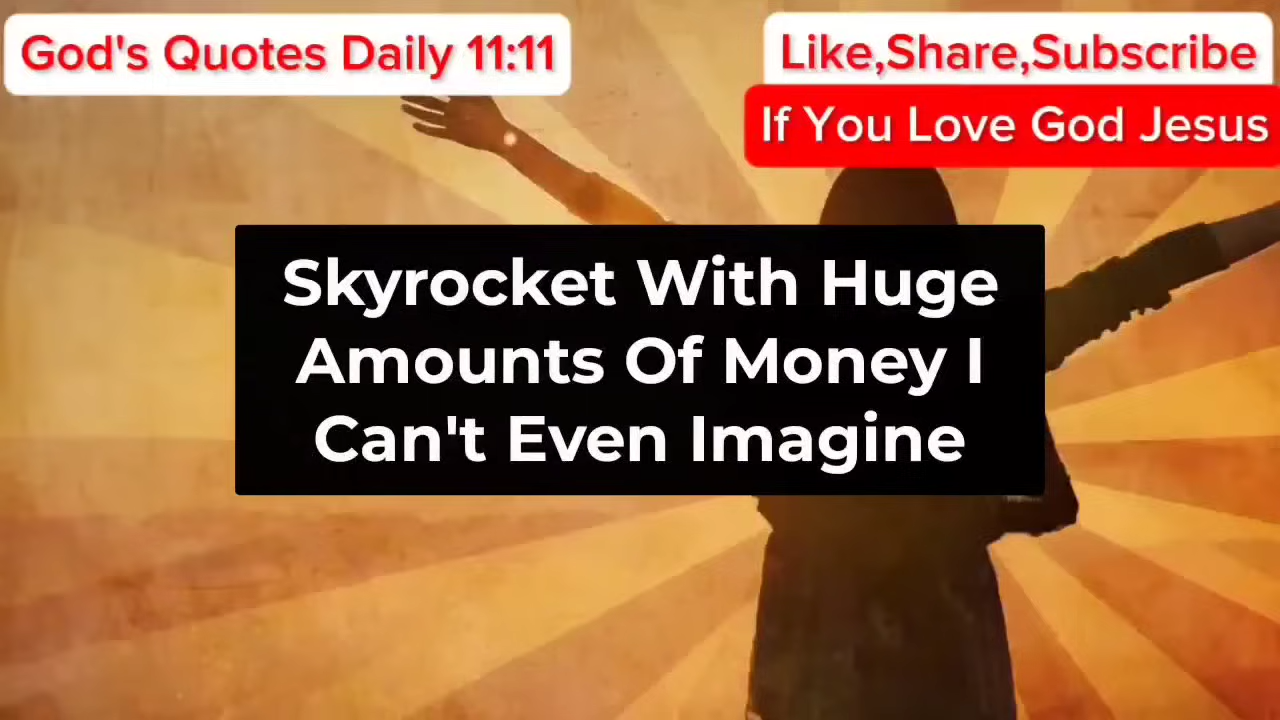 God's Quotes Daily 11:11
Like,Share,Subscribe
If You Love God Jesus
Skyrocket With Huge
Amounts Of Money I
Can't Even Imagine